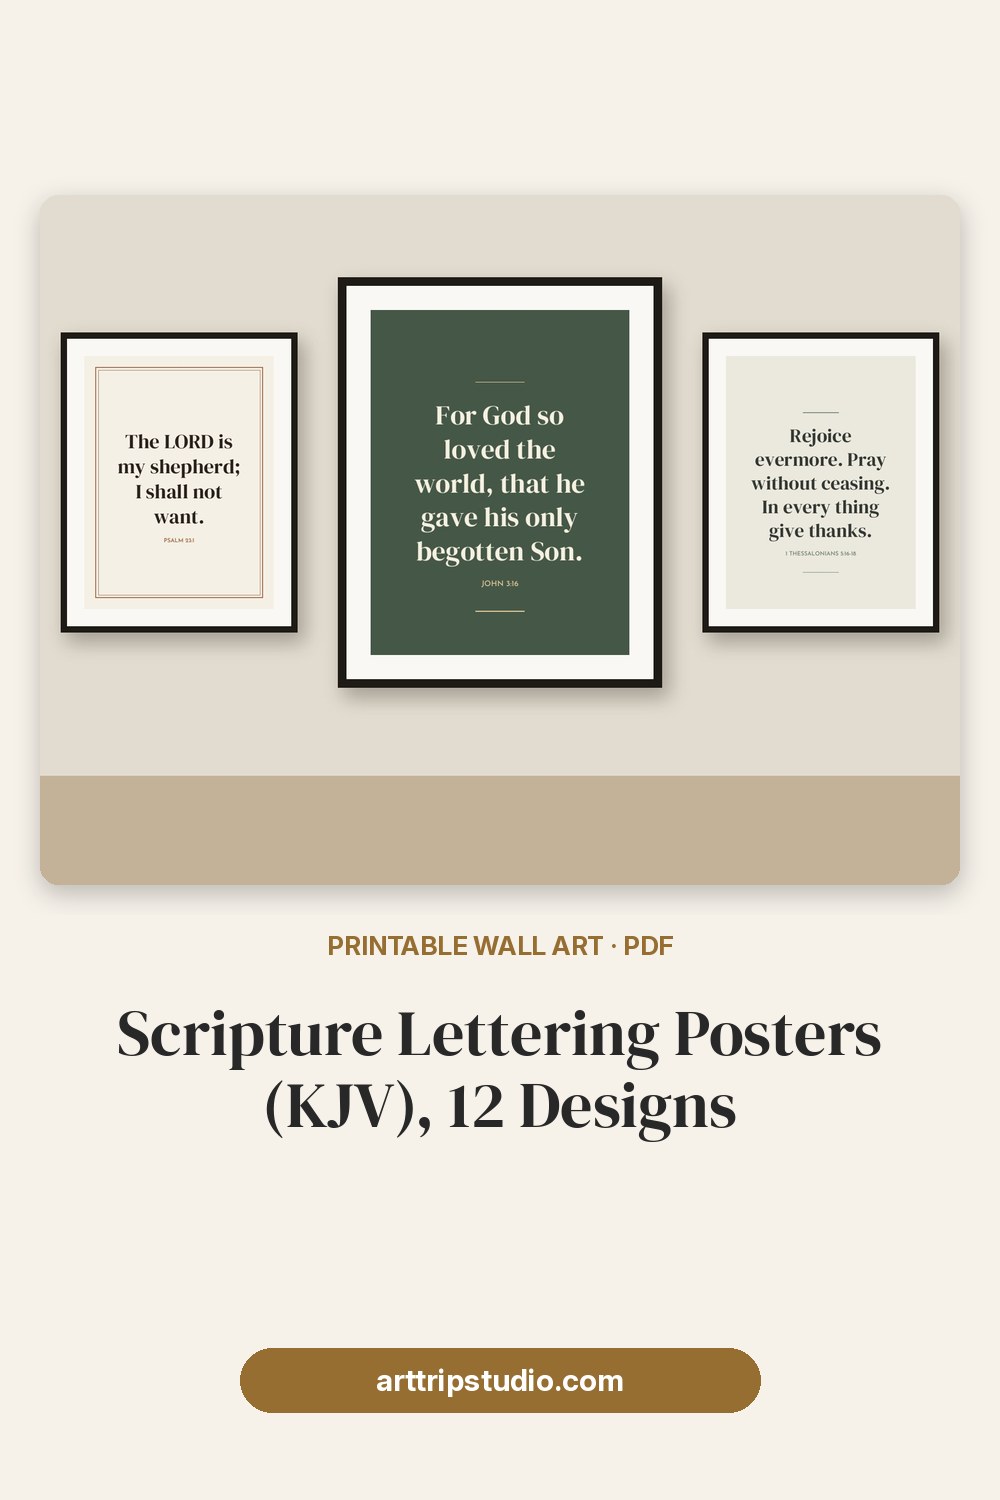 The LORD is
my shepherd;
I shall not
want.
PSALM 23:1
For God so
loved the
world, that he
gave his only
begotten Son.
JOHN 3:16
Rejoice
evermore. Pray
without ceasing.
In every thing
give thanks.
1 THESSALONIANS 5:16-18
PRINTABLE WALL ART · PDF
Scripture Lettering Posters
(KJV), 12 Designs
arttripstudio.com